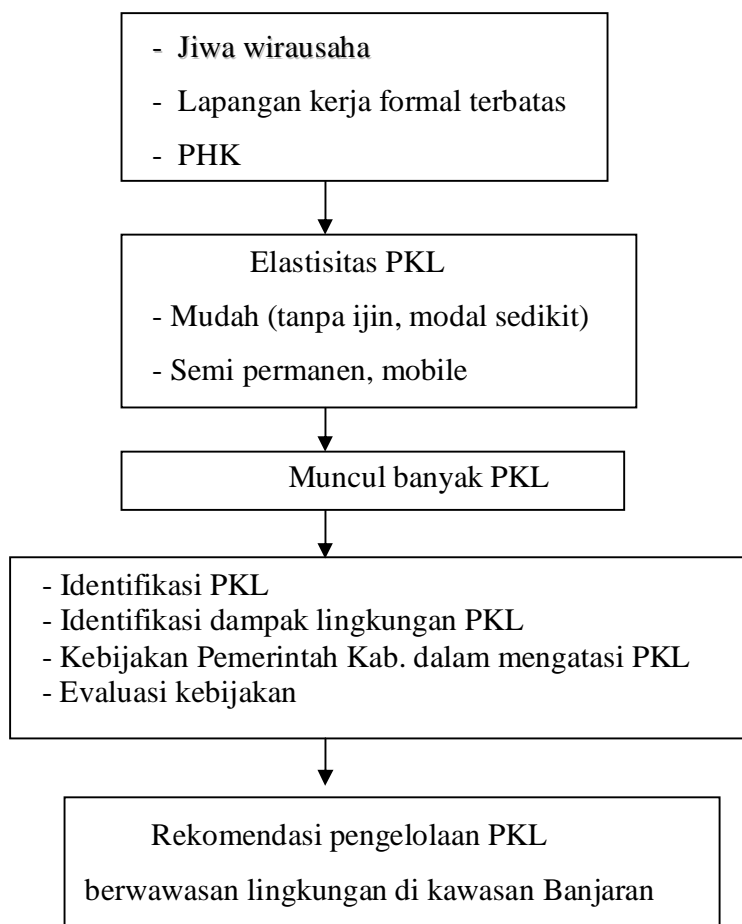 - Jiwa wirausaha
- Lapangan kerja formal terbatas
- PHK
Elastisitas PKL
- Mudah (tanpa ijin, modal sedikit)
- Semi permanen, mobile
Muncul banyak PKL
- Identifikasi PKL
- Identifikasi dampak lingkungan PKL
- Kebijakan Pemerintah Kab. dalam mengatasi PKL
- Evaluasi kebijakan
Rekomendasi pengelolaan PKL
berwawasan lingkungan di kawasan Banjaran